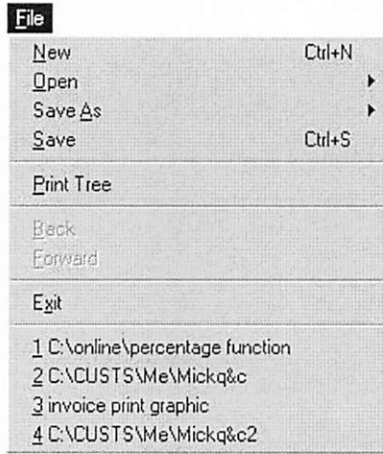 File
New Ctrl+N
Open
Save As
Save Ctrl+S
Print Tree
Back
Forward
Exit
1 C:\online\percentage function
2 C:\CUSTS\Me\Mickq&c
3 invoice print graphic
4 C:\CUSTS\Me\Mickq&c2